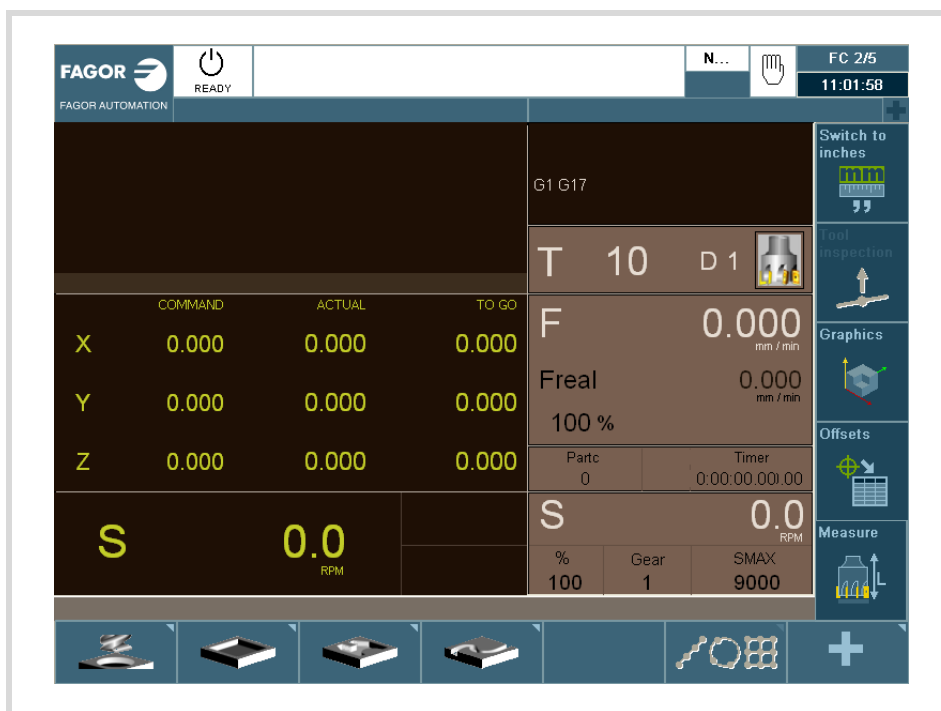 FAGOR
READY
N...
FC 2/5
11:01:58
FAGOR AUTOMATION
Switch to
inches
mm
G1 G17
Tool
inspection
T 10 D 1
COMMAND ACTUAL TO GO
F 0.000
mm / min
Graphics
X 0.000 0.000 0.000
Freal 0.000
mm / min
Y 0.000 0.000 0.000
100 %
Offsets
Z 0.000 0.000 0.000
Partc Timer
0 0:00:00.00\.00
S 0.0
RPM
S 0.0
RPM
Measure
% Gear SMAX
100 1 9000
L